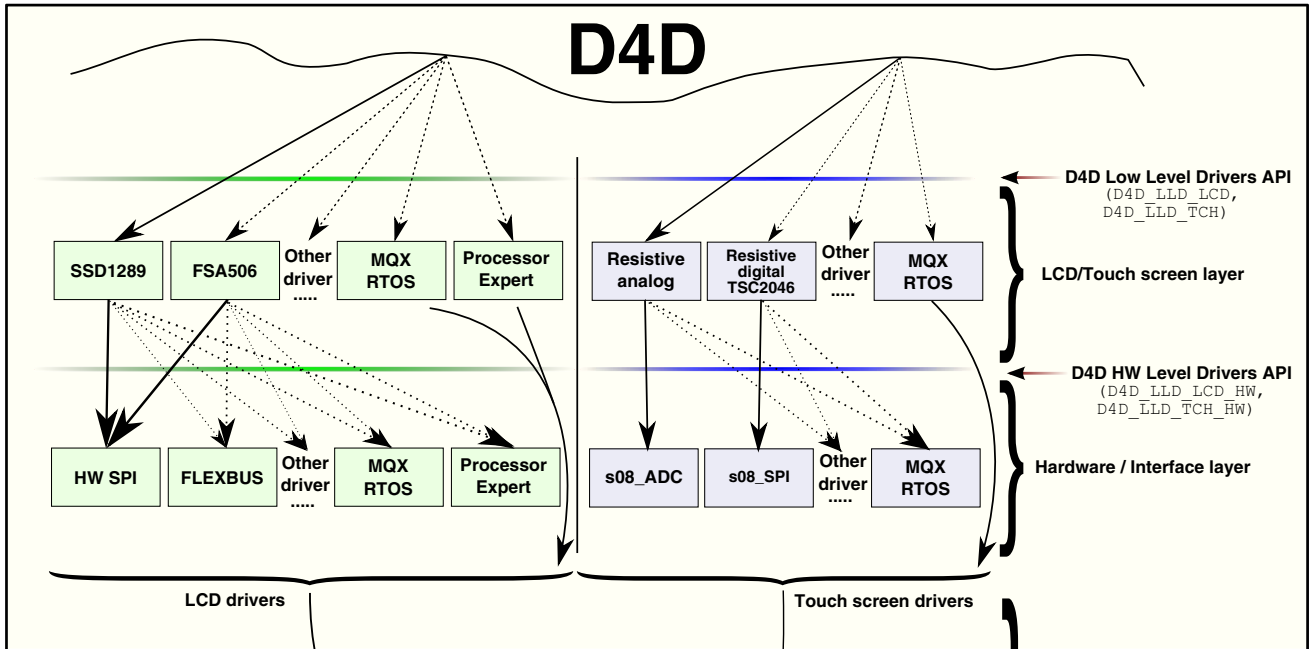 D4D
D4D Low Level Drivers API
(D4D_LLD_LCD,
D4D_LLD_TCH)
SSD1289
FSA506
Other
driver
.....
MQX
RTOS
Processor
Expert
Resistive
analog
Resistive
digital
TSC2046
Other
driver
.....
MQX
RTOS
LCD/Touch screen layer
D4D HW Level Drivers API
(D4D_LLD_LCD_HW,
D4D_LLD_TCH_HW)
HW SPI
FLEXBUS
Other
driver
.....
MQX
RTOS
Processor
Expert
s08_ADC
s08_SPI
Other
driver
.....
MQX
RTOS
Hardware / Interface layer
LCD drivers
Touch screen drivers